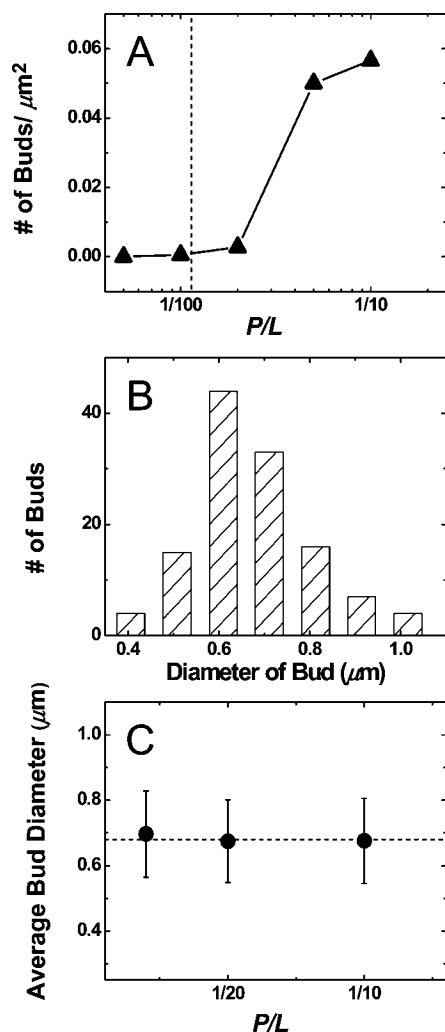 A
# of Buds/ μm²
0.06
0.04
0.02
0.00
1/100
1/10
P/L
B
# of Buds
40
20
0
0.4
0.6
0.8
1.0
Diameter of Bud (μm)
C
Average Bud Diameter (μm)
1.0
0.8
0.6
0.4
1/20
1/10
P/L